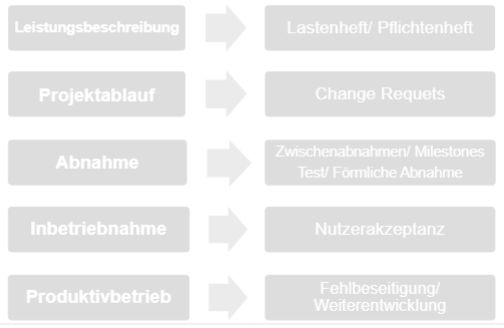 Leistungsbeschreibung
Lastenheft/ Pflichtenheft
Projektablauf
Change Requets
Abnahme
Zwischenabnahmen/ Milestones
Test/ Förmliche Abnahme
Inbetriebnahme
Nutzerakzeptanz
Produktivbetrieb
Fehlbeseitigung/
Weiterentwicklung